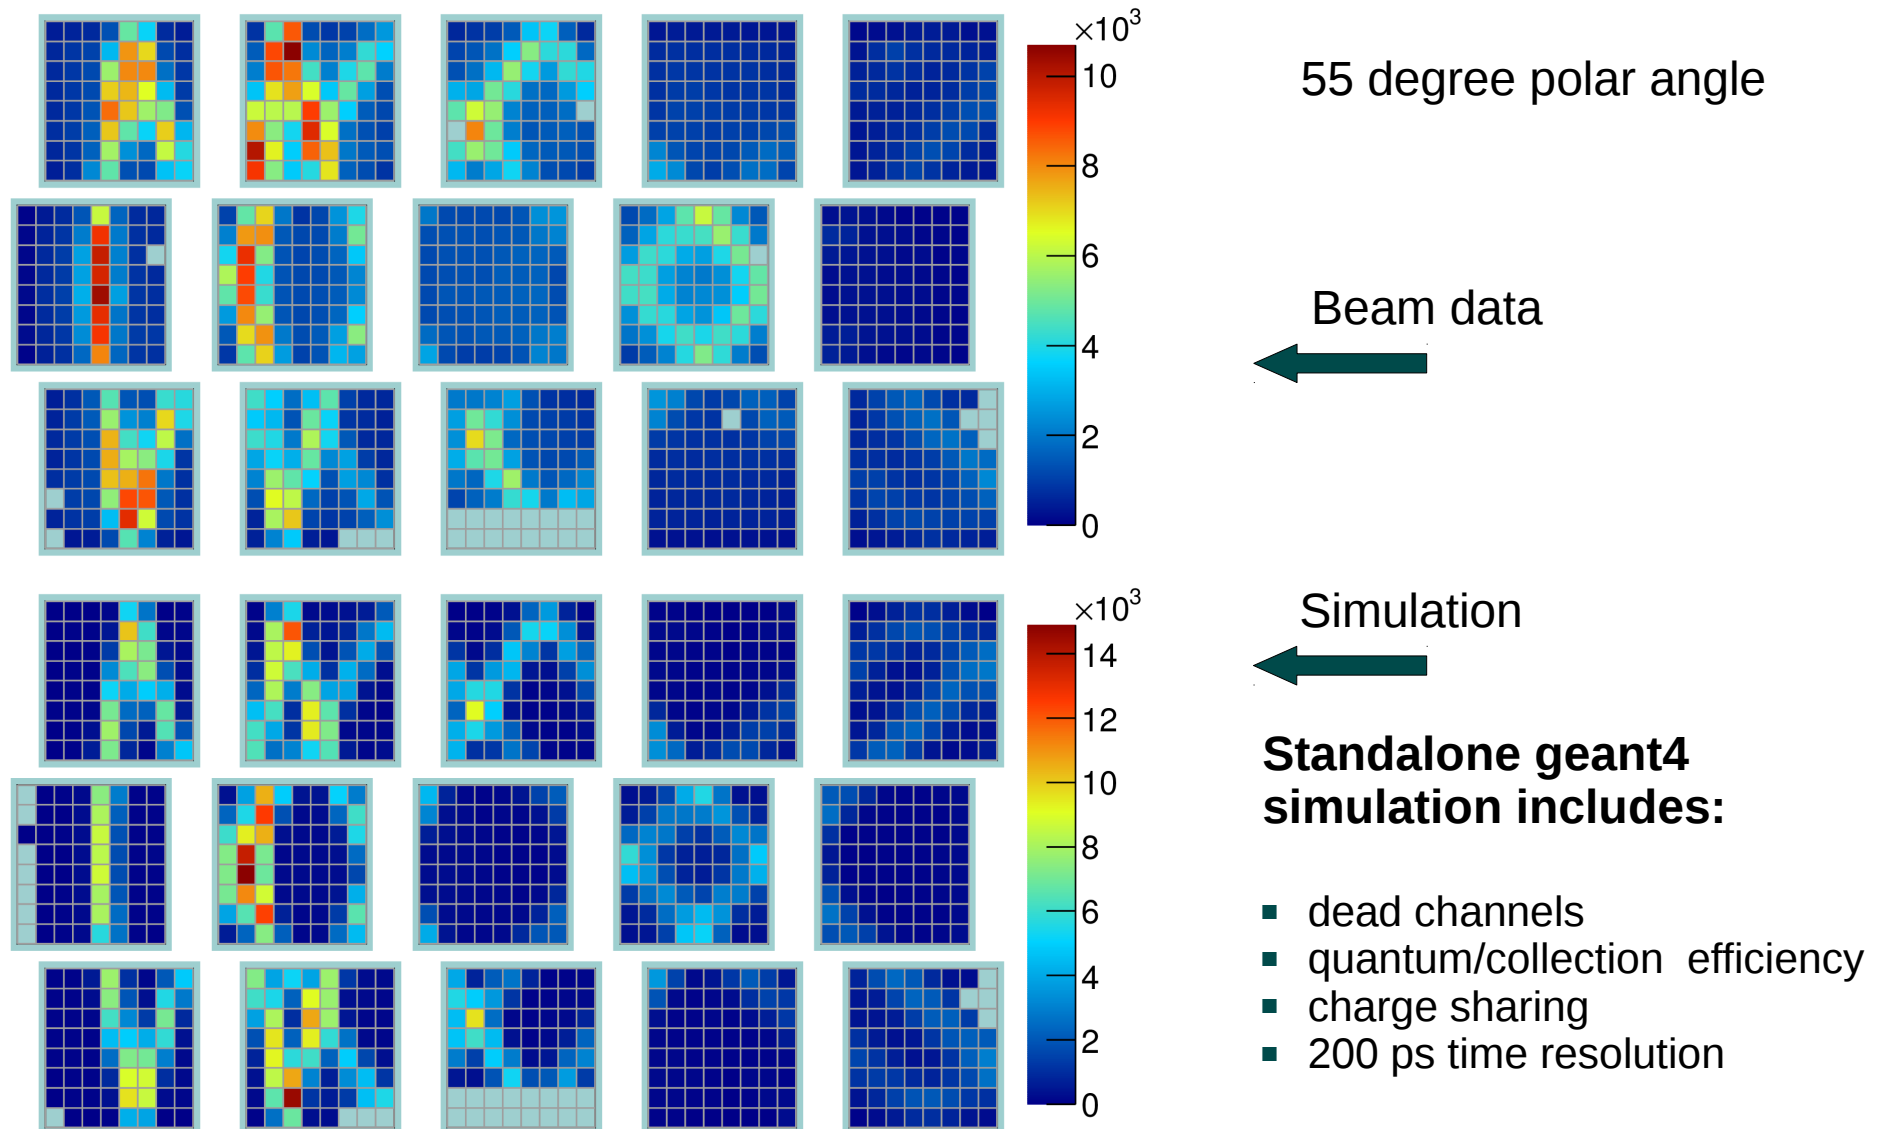 ×10³
10
8
6
4
2
0
55 degree polar angle
Beam data
×10³
14
12
10
8
6
4
2
0
Simulation
Standalone geant4
simulation includes:
▪ dead channels
▪ quantum/collection efficiency
▪ charge sharing
▪ 200 ps time resolution